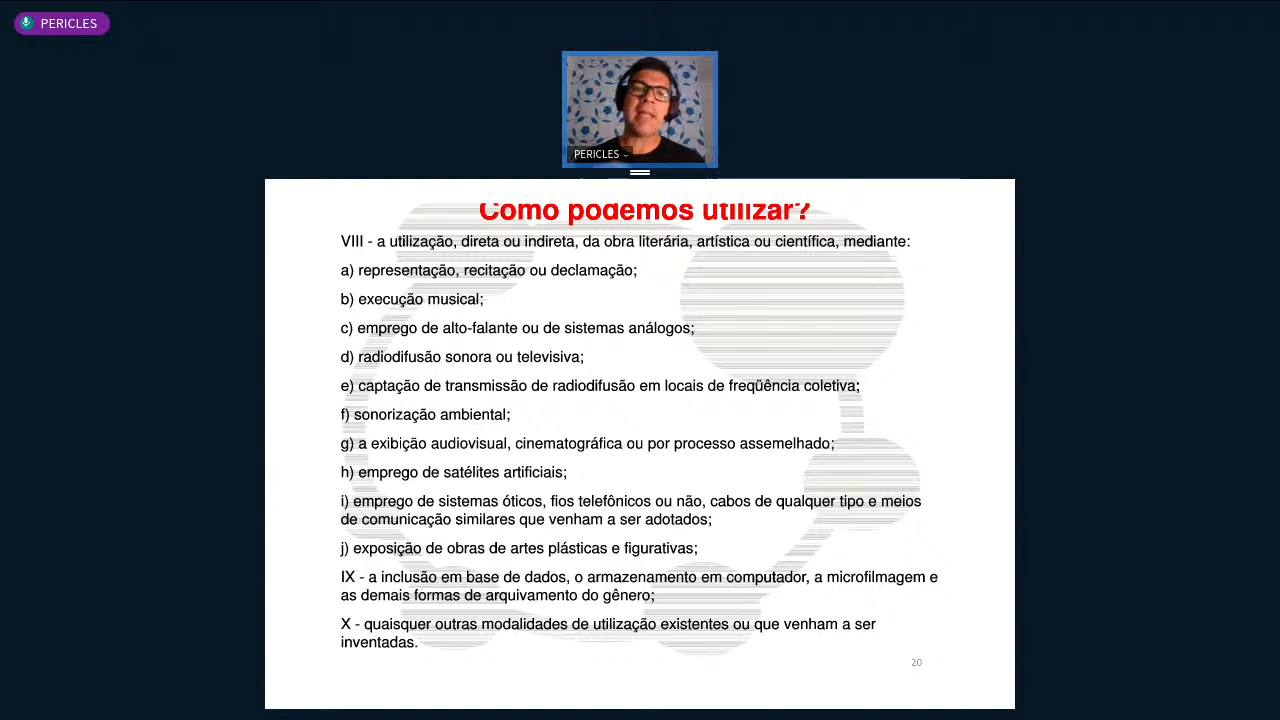 PERICLES
PERICLES
Como podemos utilizar?
VIII - a utilização, direta ou indireta, da obra literária, artística ou científica, mediante:
a) representação, recitação ou declamação;
b) execução musical;
c) emprego de alto-falante ou de sistemas análogos;
d) radiodifusão sonora ou televisiva;
e) captação de transmissão de radiodifusão em locais de freqüência coletiva;
f) sonorização ambiental;
g) a exibição audiovisual, cinematográfica ou por processo assemelhado;
h) emprego de satélites artificiais;
i) emprego de sistemas óticos, fios telefônicos ou não, cabos de qualquer tipo e meios
de comunicação similares que venham a ser adotados;
j) exposição de obras de artes plásticas e figurativas;
IX - a inclusão em base de dados, o armazenamento em computador, a microfilmagem e
as demais formas de arquivamento do gênero;
X - quaisquer outras modalidades de utilização existentes ou que venham a ser
inventadas.
20